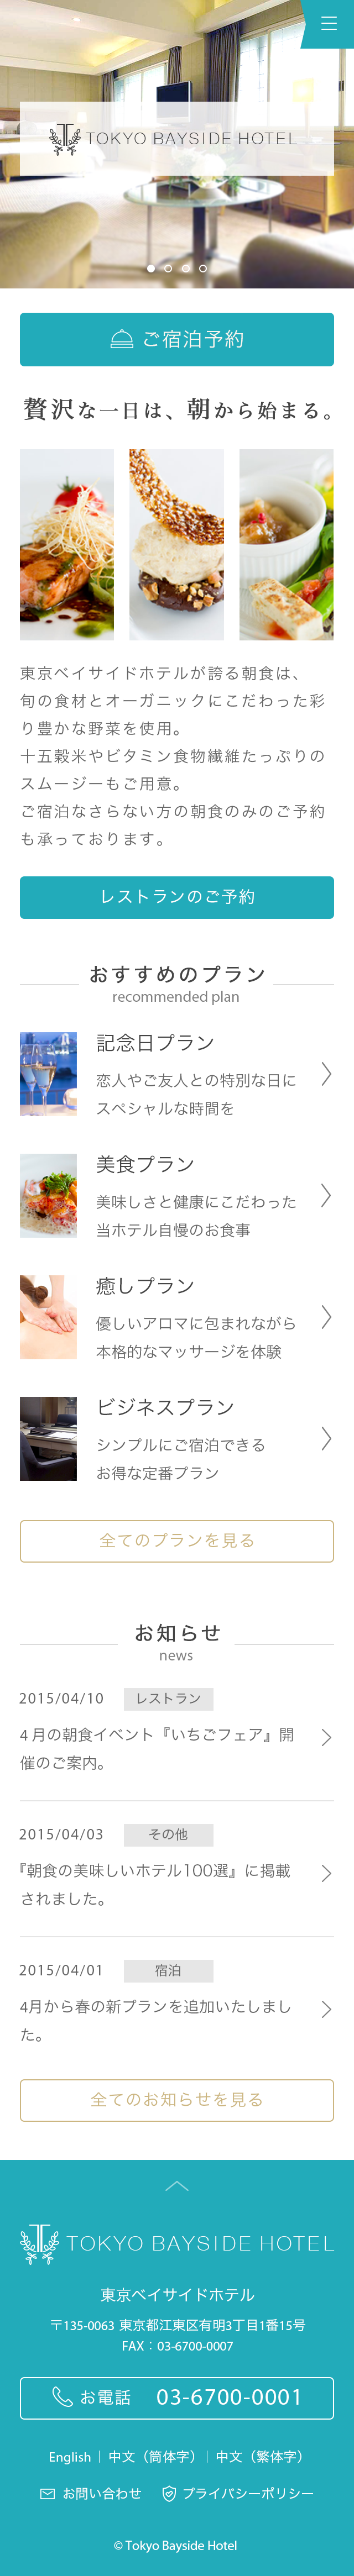 TOKYO BAYSIDE HOTEL
ご宿泊予約
贅沢な一日は、朝から始まる。
東京ベイサイドホテルが誇る朝食は、
旬の食材とオーガニックにこだわった彩
り豊かな野菜を使用。
十五穀米やビタミン食物繊維たっぷりの
スムージーもご用意。
ご宿泊なさらない方の朝食のみのご予約
も承っております。
レストランのご予約
おすすめのプラン
recommended plan
記念日プラン
恋人やご友人との特別な日に
スペシャルな時間を
美食プラン
美味しさと健康にこだわった
当ホテル自慢のお食事
癒しプラン
優しいアロマに包まれながら
本格的なマッサージを体験
ビジネスプラン
シンプルにご宿泊できる
お得な定番プラン
全てのプランを見る
お知らせ
news
2015/04/10 レストラン
4 月の朝食イベント『いちごフェア』開
催のご案内。
2015/04/03 その他
『朝食の美味しいホテル100選』に掲載
されました。
2015/04/01 宿泊
4月から春の新プランを追加いたしまし
た。
全てのお知らせを見る
TOKYO BAYSIDE HOTEL
東京ベイサイドホテル
〒135-0063 東京都江東区有明3丁目1番15号
FAX：03-6700-0007
お電話 03-6700-0001
English | 中文（簡体字）| 中文（繁体字）
お問い合わせ プライバシーポリシー
© Tokyo Bayside Hotel